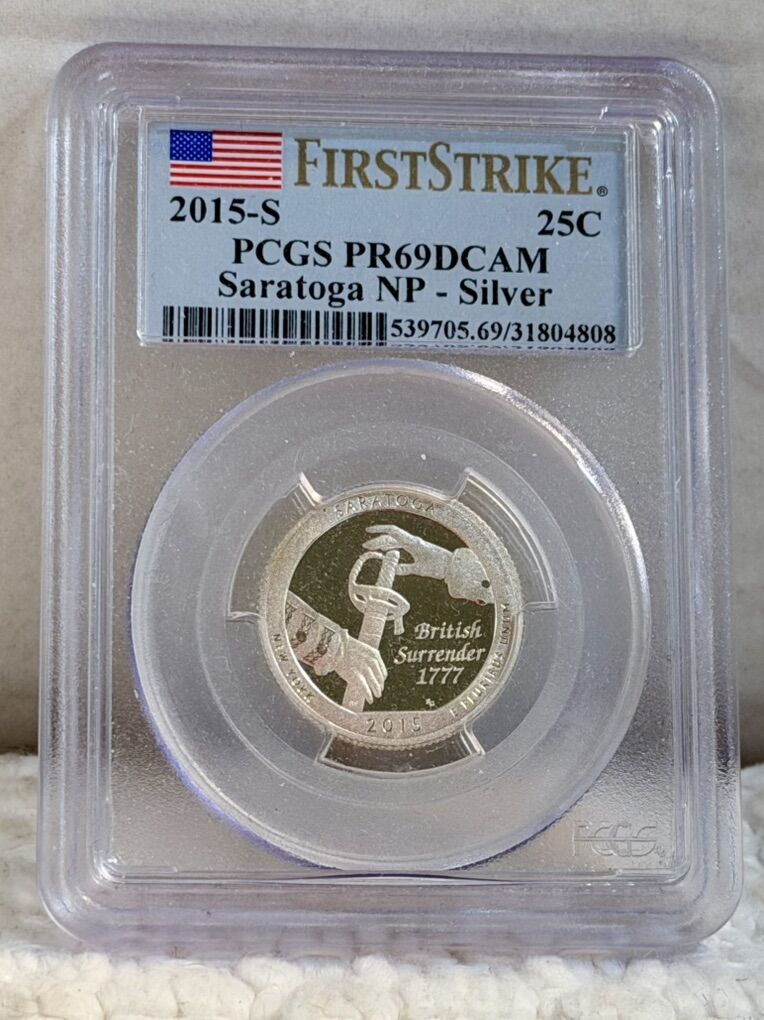 FIRSTSTRIKE®
2015-S 25C
PCGS PR69DCAM
Saratoga NP - Silver
539705.69/31804808
SARATOGA
British
Surrender
1777
NEW YORK
2015
E PLURIBUS UNUM
PCGS